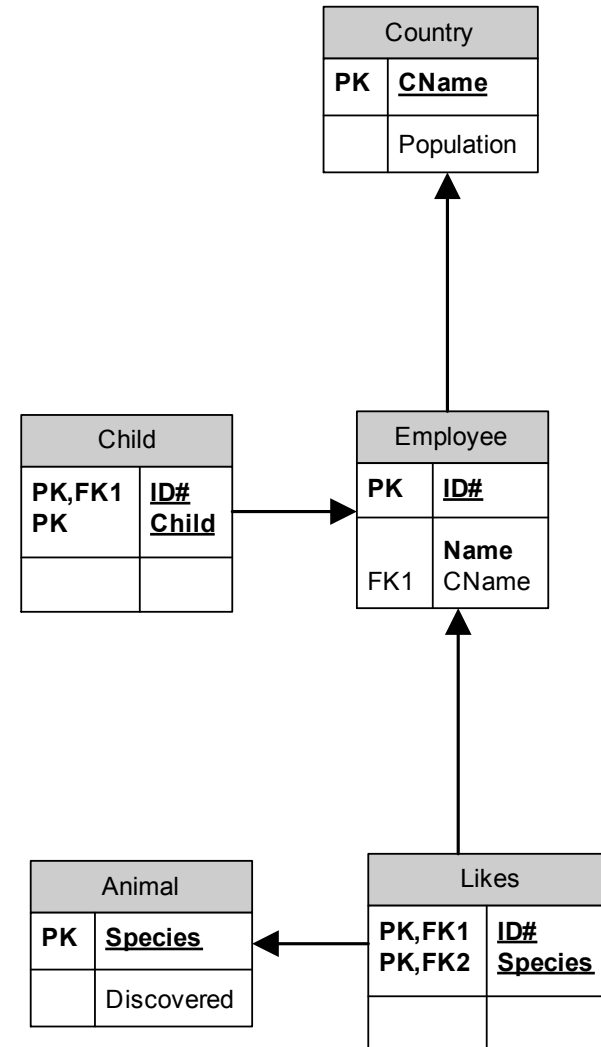 Country
PK CName
Population
Child
PK,FK1 ID#
PK Child
Employee
PK ID#
Name
FK1 CName
Animal
PK Species
Discovered
Likes
PK,FK1 ID#
PK,FK2 Species